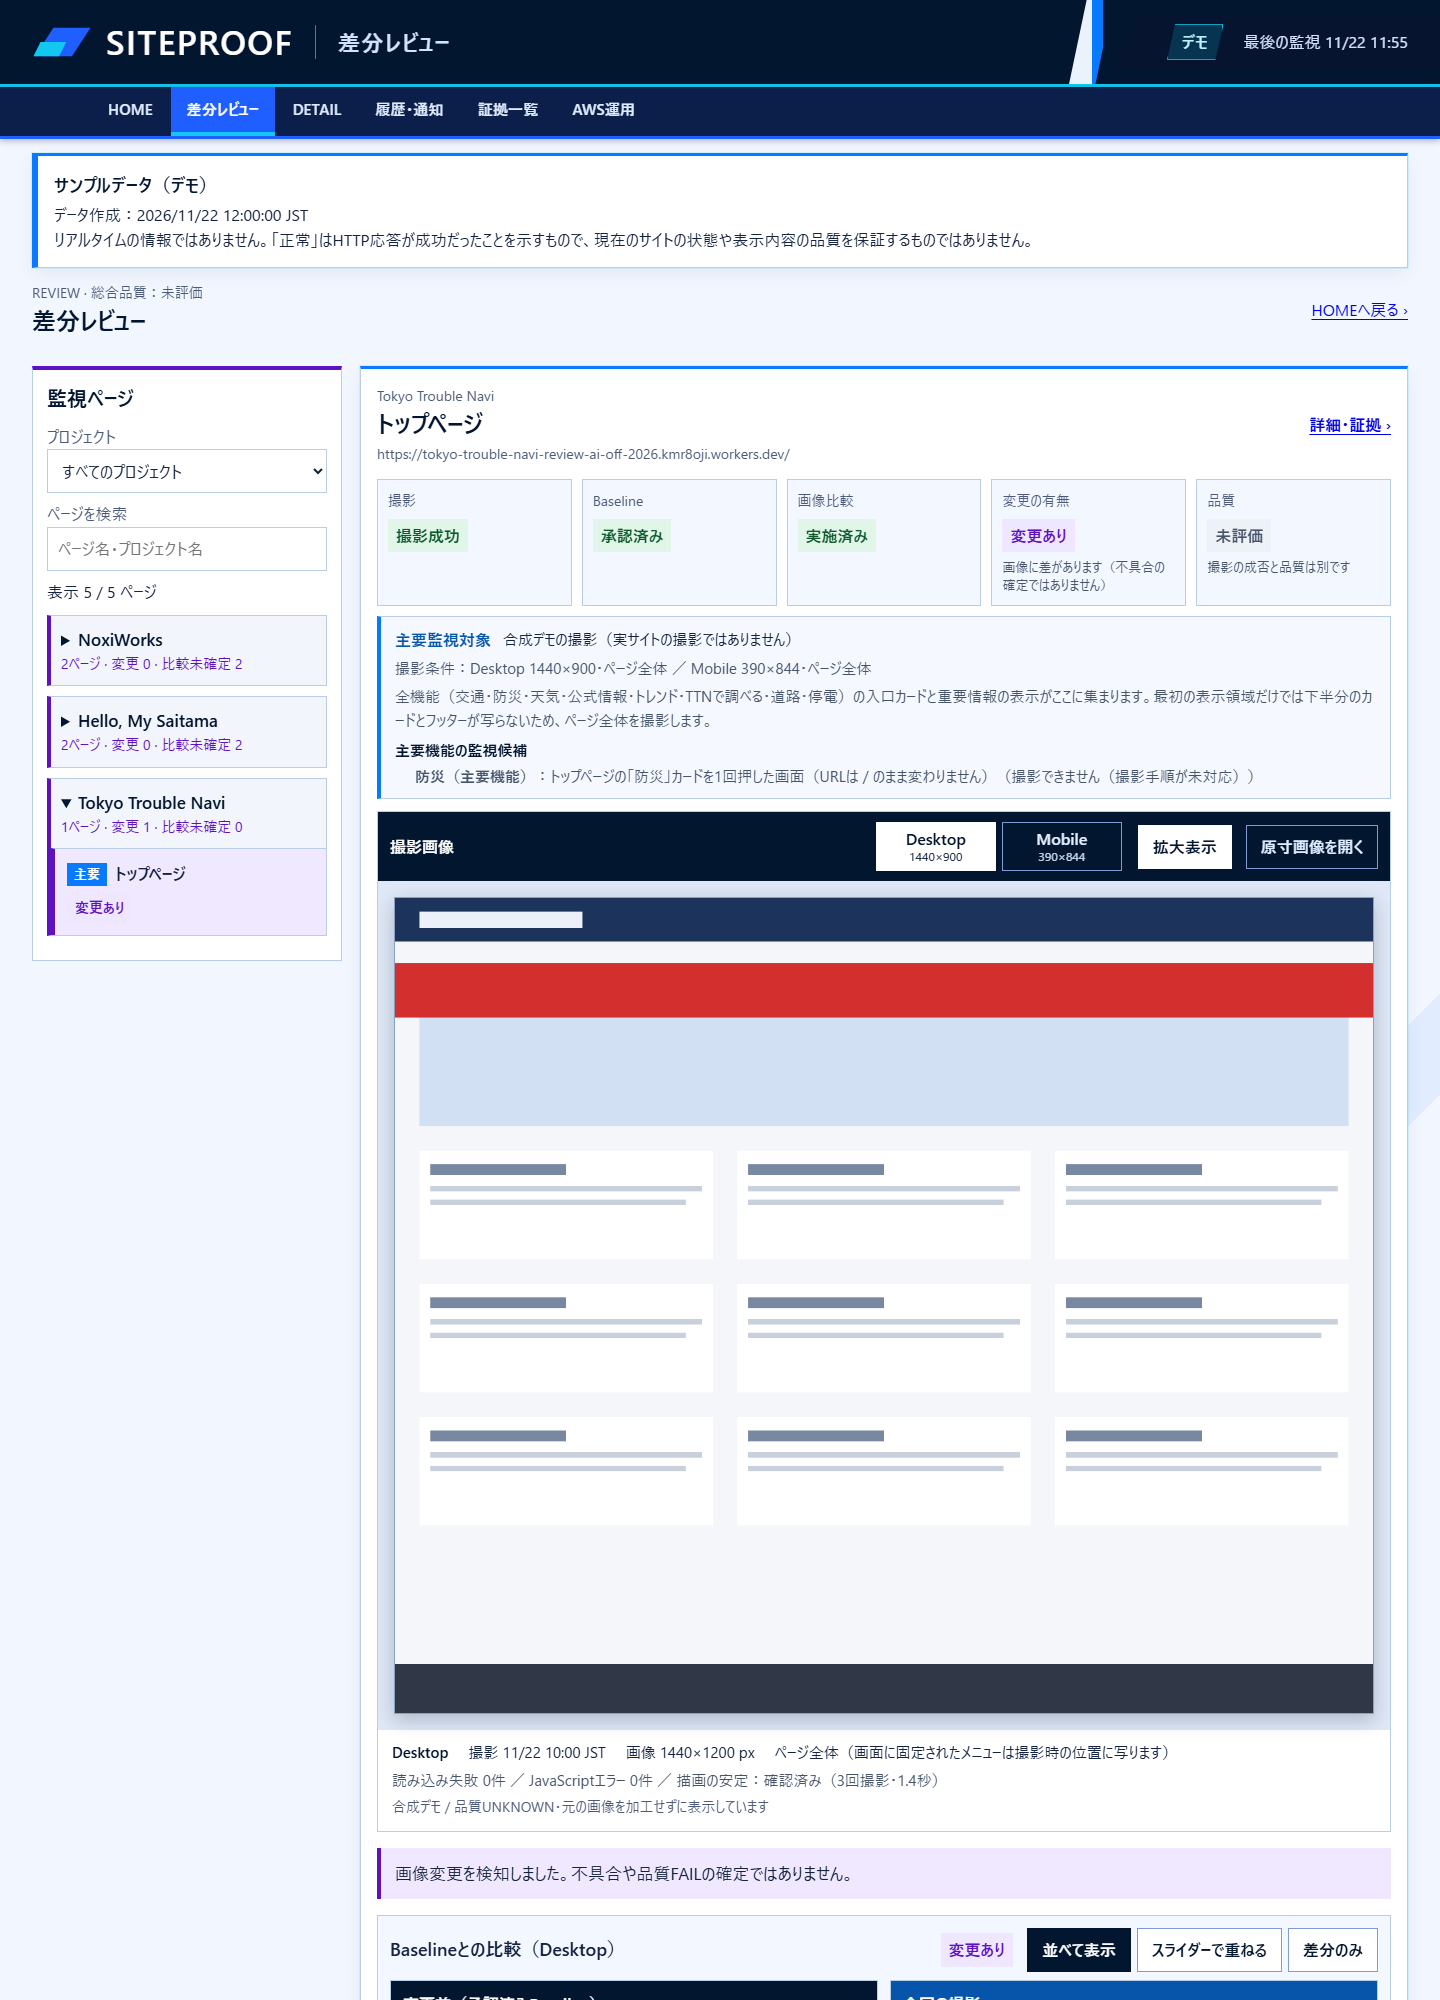 SITEPROOF
差分レビュー
デモ
最後の監視 11/22 11:55
HOME
差分レビュー
DETAIL
履歴・通知
証拠一覧
AWS運用
サンプルデータ（デモ）
データ作成：2026/11/22 12:00:00 JST
リアルタイムの情報ではありません。「正常」はHTTP応答が成功だったことを示すもので、現在のサイトの状態や表示内容の品質を保証するものではありません。
REVIEW · 総合品質：未評価
差分レビュー
HOMEへ戻る ›
監視ページ
プロジェクト
すべてのプロジェクト
ページを検索
ページ名・プロジェクト名
表示 5 / 5 ページ
▶ NoxiWorks
2ページ · 変更 0 · 比較未確定 2
▶ Hello, My Saitama
2ページ · 変更 0 · 比較未確定 2
▼ Tokyo Trouble Navi
1ページ · 変更 1 · 比較未確定 0
主要 トップページ
変更あり
Tokyo Trouble Navi
トップページ
詳細・証拠 ›
https://tokyo-trouble-navi-review-ai-off-2026.kmr8oji.workers.dev/
撮影
撮影成功
Baseline
承認済み
画像比較
実施済み
変更の有無
変更あり
画像に差があります（不具合の
確定ではありません）
品質
未評価
撮影の成否と品質は別です
主要監視対象 合成デモの撮影（実サイトの撮影ではありません）
撮影条件：Desktop 1440×900・ページ全体 ／ Mobile 390×844・ページ全体
全機能（交通・防災・天気・公式情報・トレンド・TTNで調べる・道路・停電）の入口カードと重要情報の表示がここに集まります。最初の表示領域だけでは下半分のカ
ードとフッターが写らないため、ページ全体を撮影します。
主要機能の監視候補
防災（主要機能）：トップページの「防災」カードを1回押した画面（URLは / のまま変わりません）（撮影できません（撮影手順が未対応））
撮影画像
Desktop
1440×900
Mobile
390×844
拡大表示
原寸画像を開く
Desktop 撮影 11/22 10:00 JST 画像 1440×1200 px ページ全体（画面に固定されたメニューは撮影時の位置に写ります）
読み込み失敗 0件 ／ JavaScriptエラー 0件 ／ 描画の安定：確認済み（3回撮影・1.4秒）
合成デモ / 品質UNKNOWN・元の画像を加工せずに表示しています
画像変更を検知しました。不具合や品質FAILの確定ではありません。
Baselineとの比較（Desktop）
変更あり
並べて表示
スライダーで重ねる
差分のみ